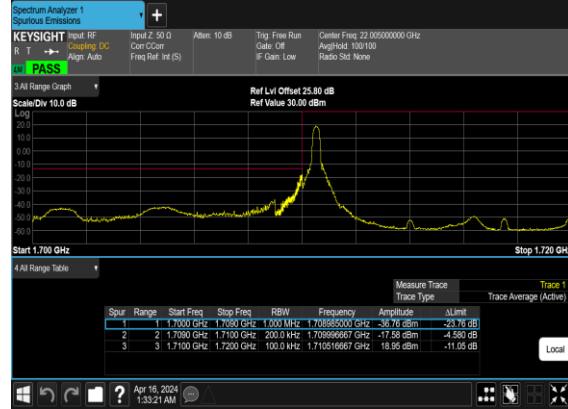 Spectrum Analyzer 1
Spurious Emissions
+
KEYSIGHT Input: RF Input Z: 50 Ω Atten: 10 dB Trig: Free Run Center Freq: 22.005000000 GHz
R T Coupling: DC Corr CCorr Gate: Off Avg|Hold: 100/100
Align: Auto Freq Ref: Int (S) IF Gain: Low Radio Std: None
PASS
3 All Range Graph
Ref Lvl Offset 25.80 dB
Scale/Div 10.0 dB Ref Value 30.00 dBm
Log
20.0
10.0
0.00
-10.0
-20.0
-30.0
-40.0
-50.0
-60.0
Start 1.700 GHz Stop 1.720 GHz
4 All Range Table
Measure Trace Trace 1
Trace Type Trace Average (Active)
Spur Range Start Freq Stop Freq RBW Frequency Amplitude ΔLimit
1 1 1.7000 GHz 1.7090 GHz 1.000 MHz 1.708985000 GHz -36.76 dBm -23.76 dB
2 2 1.7090 GHz 1.7100 GHz 200.0 kHz 1.709996667 GHz -17.58 dBm -4.580 dB
3 3 1.7100 GHz 1.7200 GHz 100.0 kHz 1.710516667 GHz 18.95 dBm -11.05 dB
Local
? Apr 16, 2024
1:33:21 AM